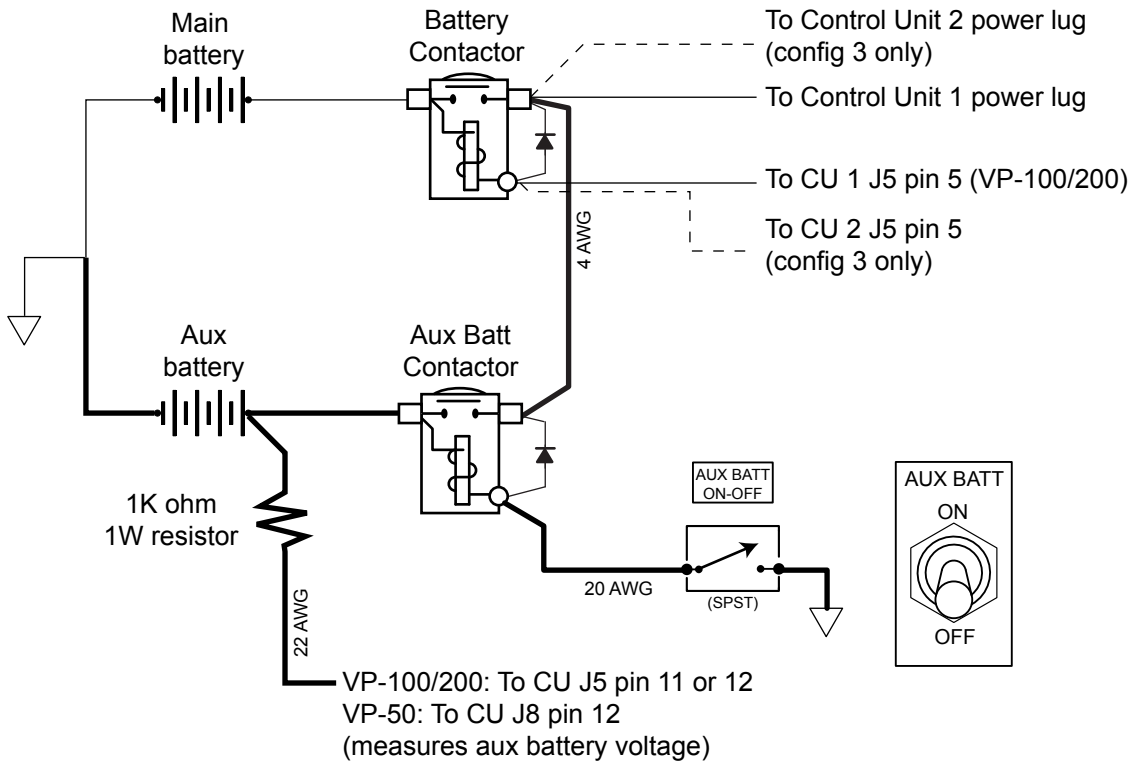 Main
battery
Battery
Contactor
To Control Unit 2 power lug
(config 3 only)
To Control Unit 1 power lug
To CU 1 J5 pin 5 (VP-100/200)
To CU 2 J5 pin 5
(config 3 only)
4 AWG
Aux
battery
Aux Batt
Contactor
1K ohm
1W resistor
22 AWG
20 AWG
AUX BATT
ON-OFF
(SPST)
AUX BATT
ON
OFF
VP-100/200: To CU J5 pin 11 or 12
VP-50: To CU J8 pin 12
(measures aux battery voltage)